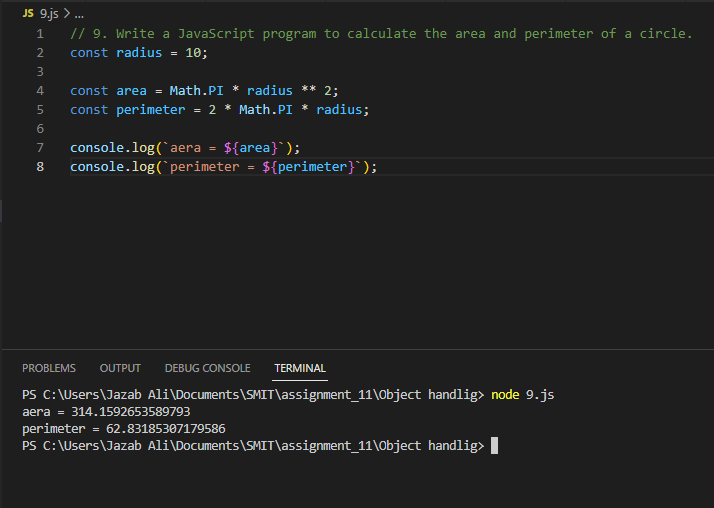 JS 9.js > ...
1 // 9. Write a JavaScript program to calculate the area and perimeter of a circle.
2 const radius = 10;
3
4 const area = Math.PI * radius ** 2;
5 const perimeter = 2 * Math.PI * radius;
6
7 console.log(`aera = ${area}`);
8 console.log(`perimeter = ${perimeter}`);
PROBLEMS OUTPUT DEBUG CONSOLE TERMINAL
PS C:\Users\Jazab Ali\Documents\SMIT\assignment_11\Object handlig> node 9.js
aera = 314.1592653589793
perimeter = 62.83185307179586
PS C:\Users\Jazab Ali\Documents\SMIT\assignment_11\Object handlig>